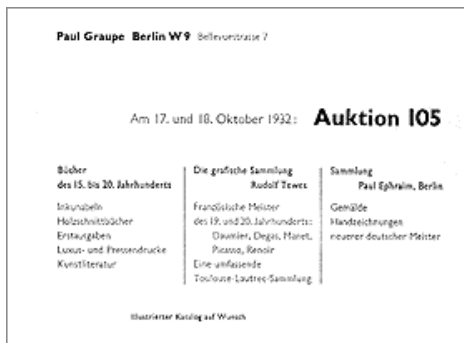 Paul Graupe Berlin W 9 Bellevuestrasse 7
Am 17. und 18. Oktober 1932: Auktion 105
Bücher
des 15. bis 20. Jahrhunderts
Inkunabeln
Holzschnittbücher
Erstausgaben
Luxus- und Pressendrucke
Kunstliteratur
Die grafische Sammlung
Rudolf Tewes
Französische Meister
des 19. und 20. Jahrhunderts:
Daumier, Degas, Manet,
Picasso, Renoir
Eine umfassende
Toulouse-Lautrec-Sammlung
Sammlung
Paul Ephraim, Berlin
Gemälde
Handzeichnungen
neuerer deutscher Meister
Illustrierter Katalog auf Wunsch